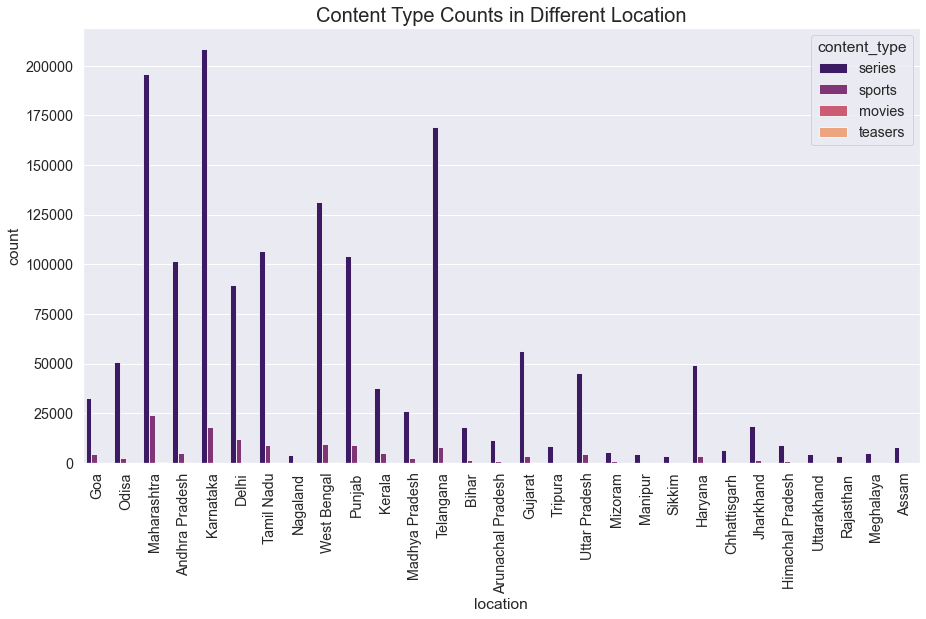 Content Type Counts in Different Location
content_type
series
sports
movies
teasers
count
200000
175000
150000
125000
100000
75000
50000
25000
0
Goa
Odisa
Maharashtra
Andhra Pradesh
Karnataka
Delhi
Tamil Nadu
Nagaland
West Bengal
Punjab
Kerala
Madhya Pradesh
Telangana
Bihar
Arunachal Pradesh
Gujarat
Tripura
Uttar Pradesh
Mizoram
Manipur
Sikkim
Haryana
Chhattisgarh
Jharkhand
Himachal Pradesh
Uttarakhand
Rajasthan
Meghalaya
Assam
location